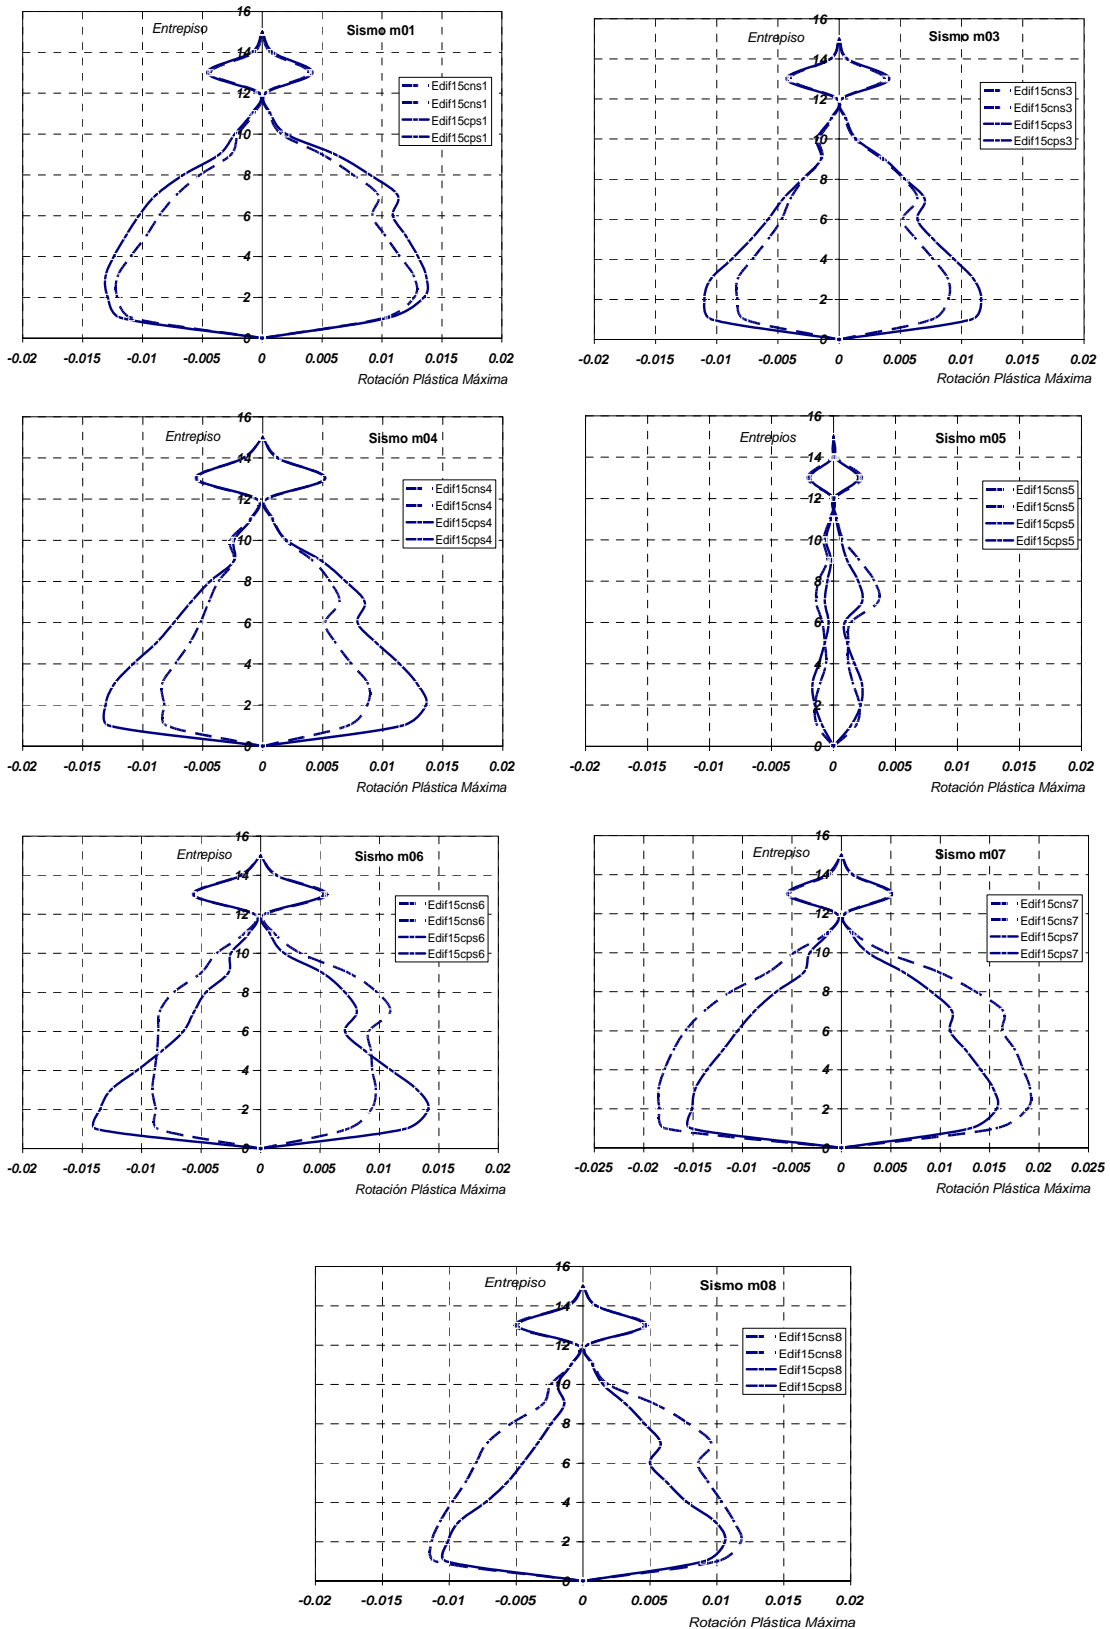 Entrepiso
Sismo m01
16
14
12
10
8
6
4
2
0
Edif15cns1
Edif15cns1
Edif15cps1
Edif15cps1
-0.02 -0.015 -0.01 -0.005 0 0.005 0.01 0.015 0.02
Rotación Plástica Máxima
Entrepiso
Sismo m03
16
14
12
10
8
6
4
2
0
Edif15cns3
Edif15cns3
Edif15cps3
Edif15cps3
-0.02 -0.015 -0.01 -0.005 0 0.005 0.01 0.015 0.02
Rotación Plástica Máxima
Entrepiso
Sismo m04
16
14
12
10
8
6
4
2
0
Edif15cns4
Edif15cns4
Edif15cps4
Edif15cps4
-0.02 -0.015 -0.01 -0.005 0 0.005 0.01 0.015 0.02
Rotación Plástica Máxima
Entrepios
Sismo m05
16
14
12
10
8
6
4
2
0
Edif15cns5
Edif15cns5
Edif15cps5
Edif15cps5
-0.02 -0.015 -0.01 -0.005 0 0.005 0.01 0.015 0.02
Rotación Plástica Máxima
Entrepiso
Sismo m06
16
14
12
10
8
6
4
2
0
Edif15cns6
Edif15cns6
Edif15cps6
Edif15cps6
-0.02 -0.015 -0.01 -0.005 0 0.005 0.01 0.015 0.02
Rotación Plástica Máxima
Entrepiso
Sismo m07
16
14
12
10
8
6
4
2
0
Edif15cns7
Edif15cns7
Edif15cps7
Edif15cps7
-0.025 -0.02 -0.015 -0.01 -0.005 0 0.005 0.01 0.015 0.02 0.025
Rotación Plástica Máxima
Entrepiso
Sismo m08
16
14
12
10
8
6
4
2
0
Edif15cns8
Edif15cns8
Edif15cps8
Edif15cps8
-0.02 -0.015 -0.01 -0.005 0 0.005 0.01 0.015 0.02
Rotación Plástica Máxima